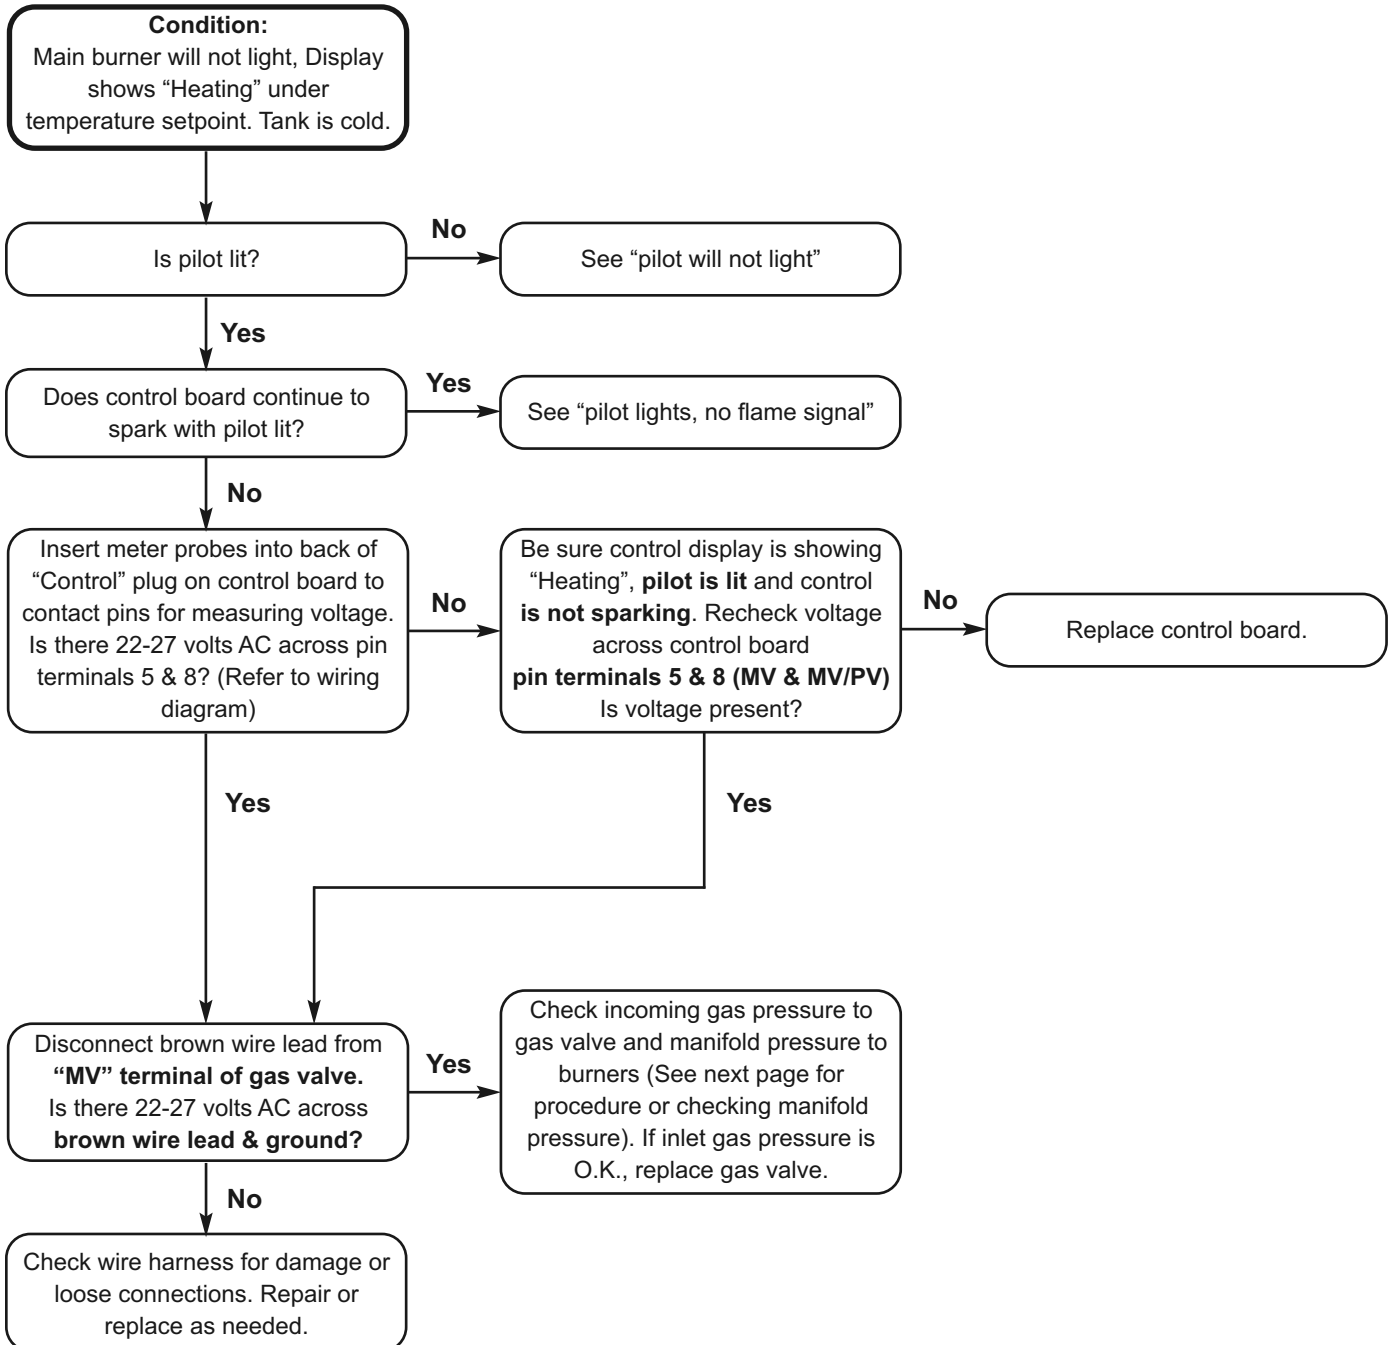 Condition:
Main burner will not light, Display
shows “Heating” under
temperature setpoint. Tank is cold.
Is pilot lit?
No
See “pilot will not light”
Yes
Does control board continue to
spark with pilot lit?
Yes
See “pilot lights, no flame signal”
No
Insert meter probes into back of
“Control” plug on control board to
contact pins for measuring voltage.
Is there 22-27 volts AC across pin
terminals 5 & 8? (Refer to wiring
diagram)
No
Be sure control display is showing
“Heating”, pilot is lit and control
is not sparking. Recheck voltage
across control board
pin terminals 5 & 8 (MV & MV/PV)
Is voltage present?
No
Replace control board.
Yes
Yes
Disconnect brown wire lead from
“MV” terminal of gas valve.
Is there 22-27 volts AC across
brown wire lead & ground?
Yes
Check incoming gas pressure to
gas valve and manifold pressure to
burners (See next page for
procedure or checking manifold
pressure). If inlet gas pressure is
O.K., replace gas valve.
No
Check wire harness for damage or
loose connections. Repair or
replace as needed.